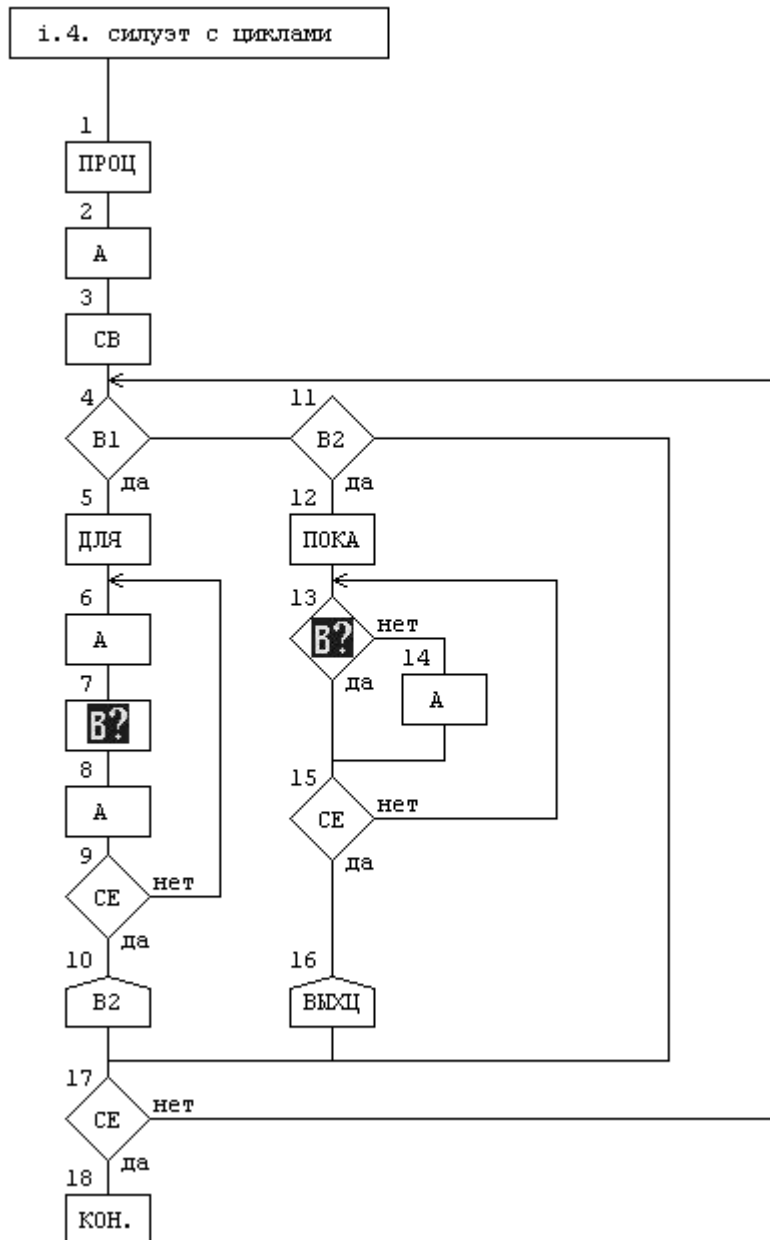 i.4. силуэт с циклами
1
ПРОЦ
2
А
3
СВ
4
11
В1
В2
да
да
5
12
ДЛЯ
ПОКА
6
13
нет
А
В?
14
7
да
В?
А
8
15
А
СЕ
нет
9
да
СЕ
нет
да
10
16
В2
ВЫХЦ
17
СЕ
нет
да
18
КОН.